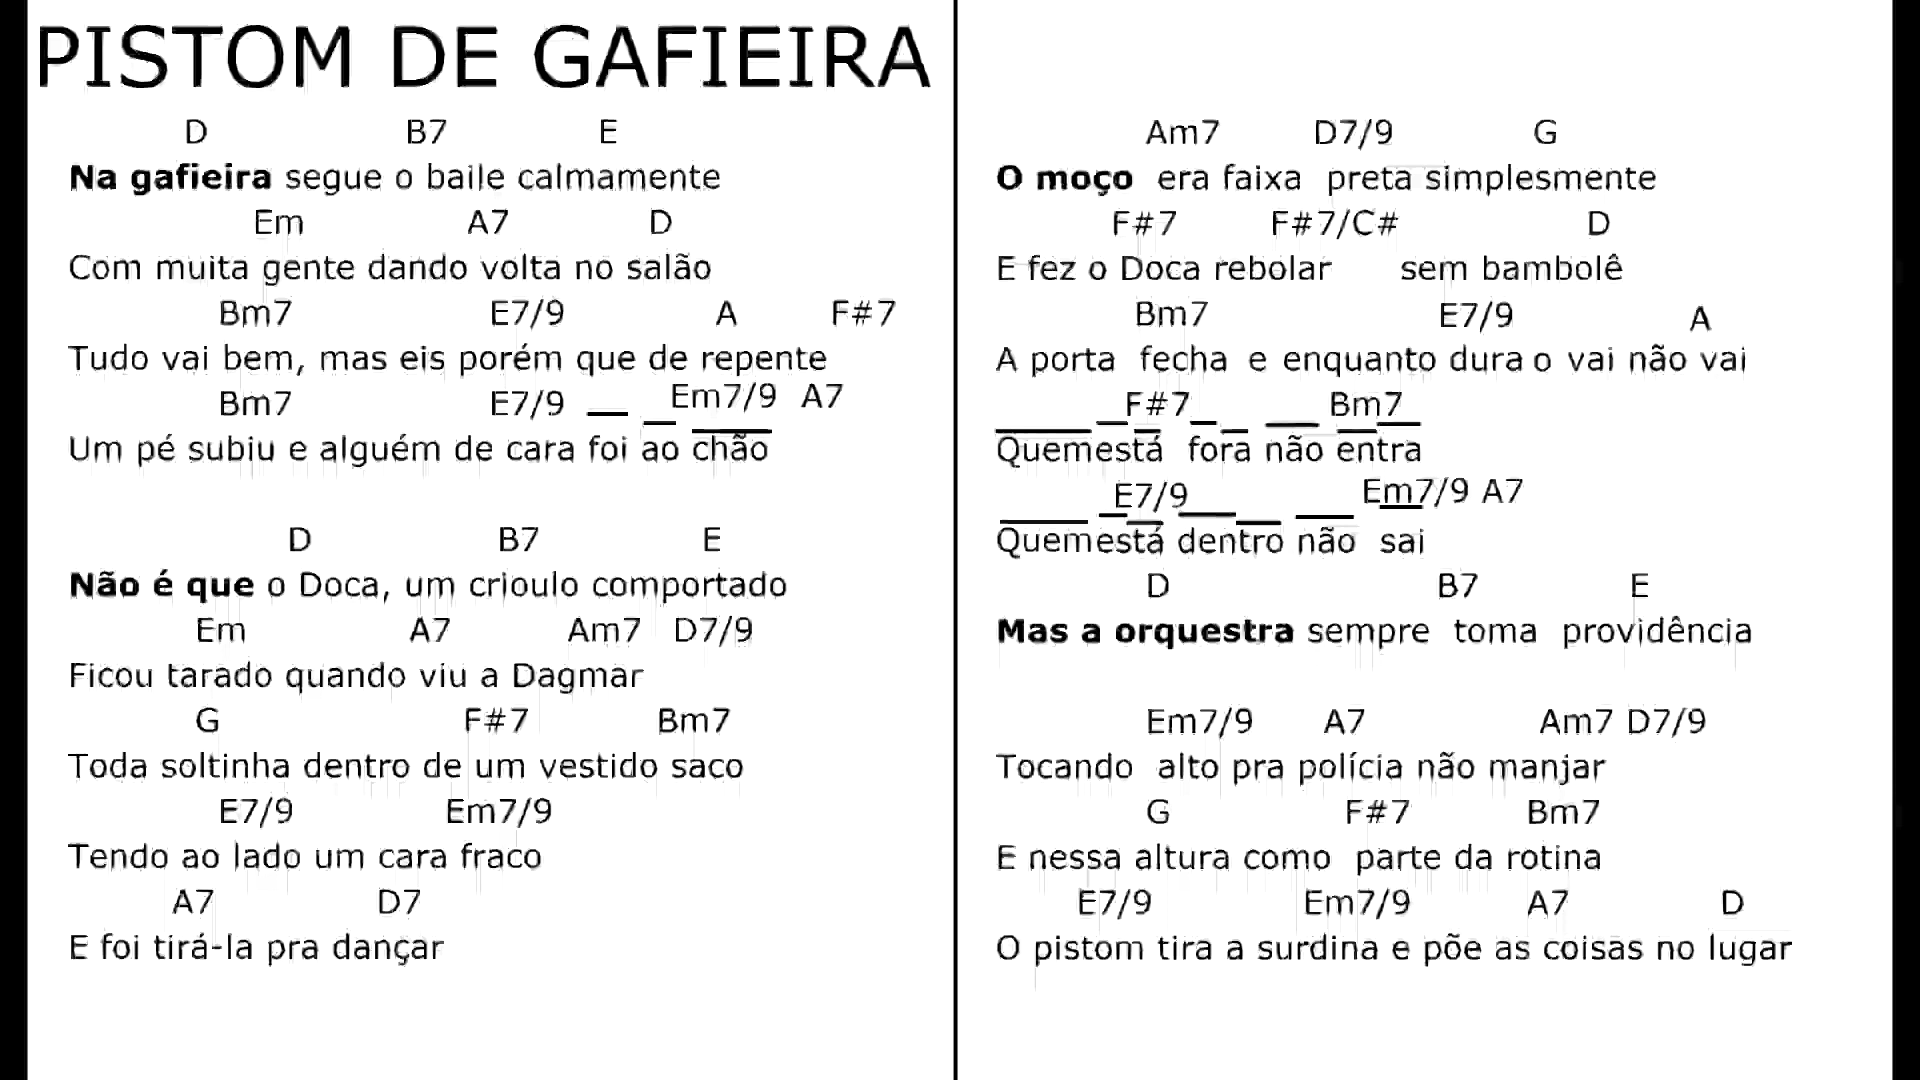 PISTOM DE GAFIEIRA
D B7 E
Na gafieira segue o baile calmamente
Em A7 D
Com muita gente dando volta no salão
Bm7 E7/9 A F#7
Tudo vai bem, mas eis porém que de repente
Bm7 E7/9 Em7/9 A7
Um pé subiu e alguém de cara foi ao chão
D B7 E
Não é que o Doca, um crioulo comportado
Em A7 Am7 D7/9
Ficou tarado quando viu a Dagmar
G F#7 Bm7
Toda soltinha dentro de um vestido saco
E7/9 Em7/9
Tendo ao lado um cara fraco
A7 D7
E foi tirá-la pra dançar
Am7 D7/9 G
O moço era faixa preta simplesmente
F#7 F#7/C# D
E fez o Doca rebolar sem bambolê
Bm7 E7/9 A
A porta fecha e enquanto dura o vai não vai
F#7 Bm7
Quem está fora não entra
E7/9 Em7/9 A7
Quem está dentro não sai
D B7 E
Mas a orquestra sempre toma providência
Em7/9 A7 Am7 D7/9
Tocando alto pra polícia não manjar
G F#7 Bm7
E nessa altura como parte da rotina
E7/9 Em7/9 A7 D
O pistom tira a surdina e põe as coisas no lugar